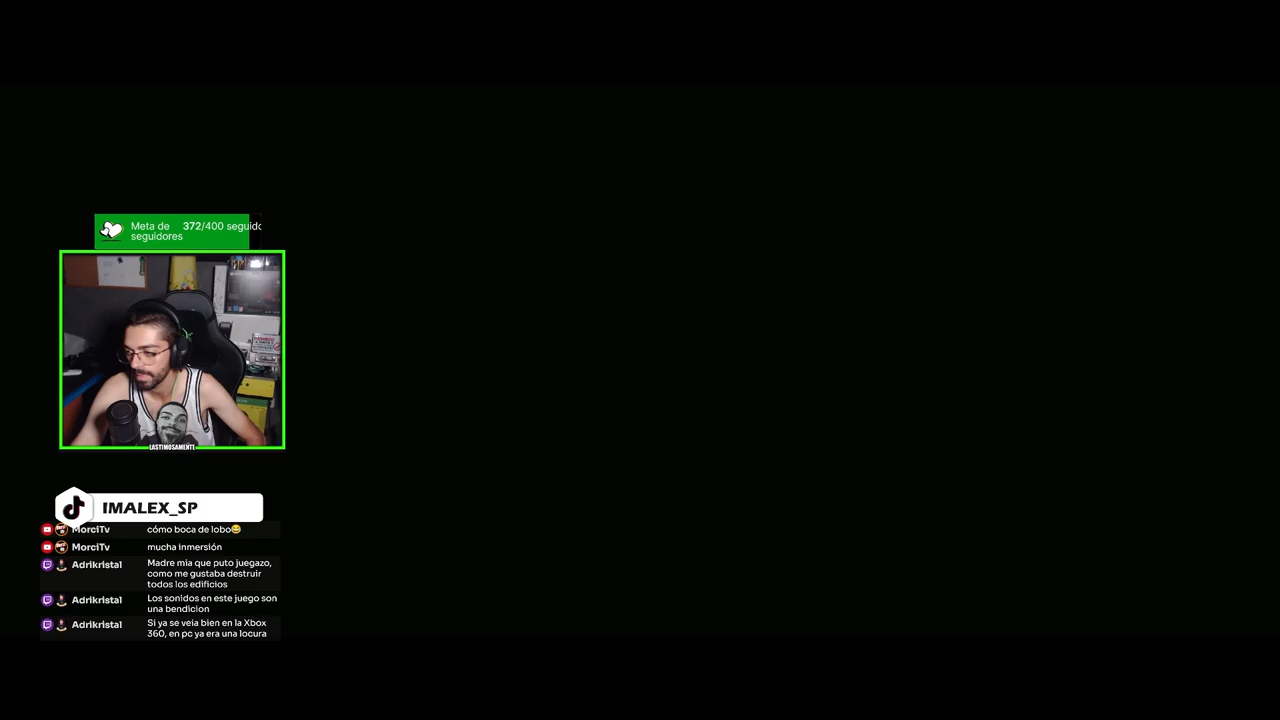 Meta de seguidores
372/400 seguido
LASTIMOSAMENTE
IMALEX_SP
MorciTv cómo boca de lobo😂
MorciTv mucha inmersión
Adrikristal Madre mia que puto juegazo,
como me gustaba destruir
todos los edificios
Adrikristal Los sonidos en este juego son
una bendicion
Adrikristal Si ya se veia bien en la Xbox
360, en pc ya era una locura